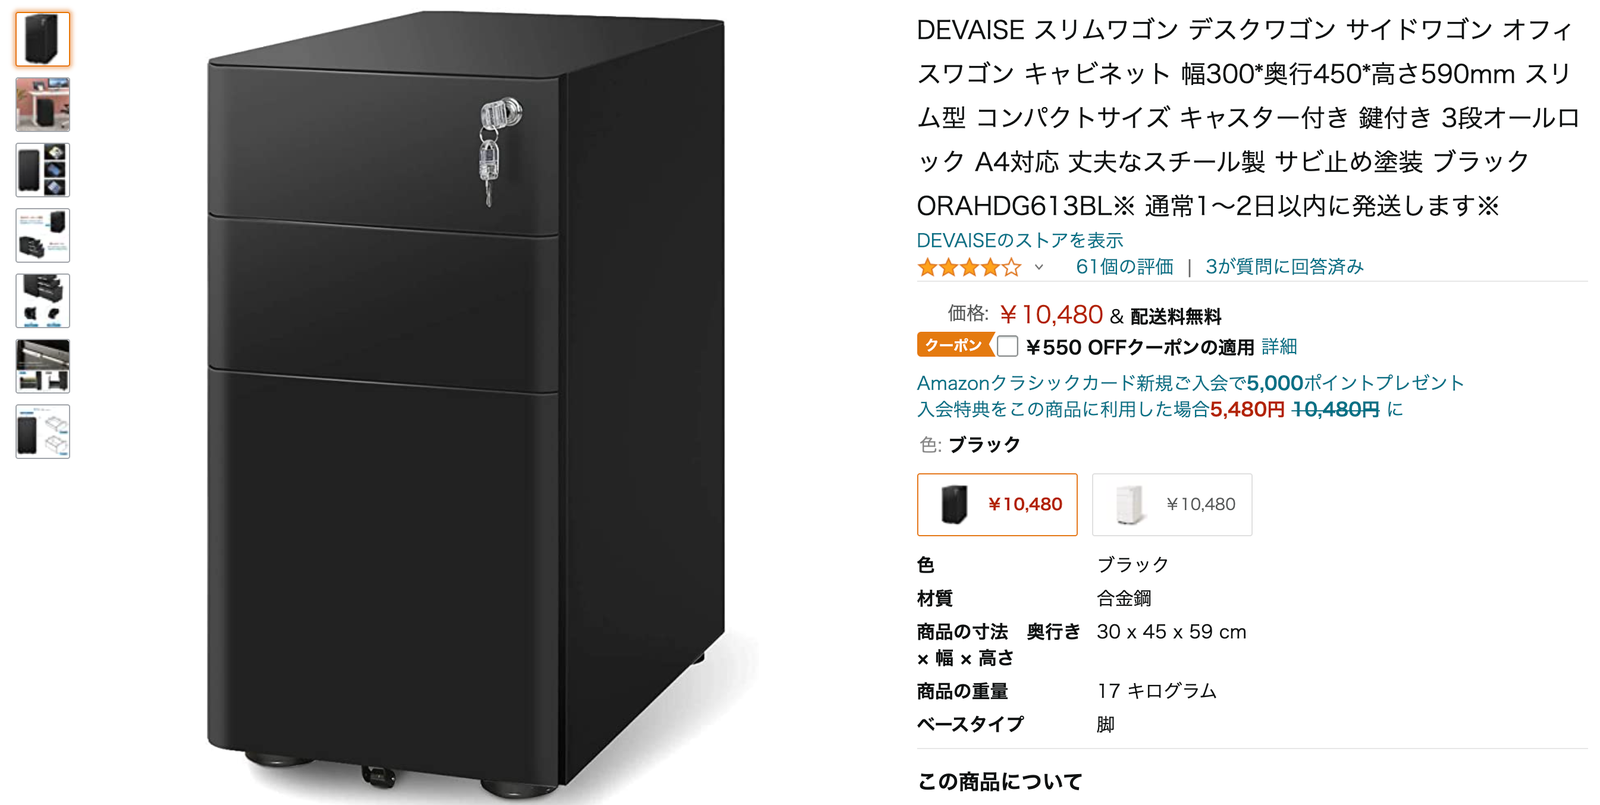 DEVAISE スリムワゴン デスクワゴン サイドワゴン オフィ
スワゴン キャビネット 幅300*奥行450*高さ590mm スリ
ム型 コンパクトサイズ キャスター付き 鍵付き 3段オールロ
ック A4対応 丈夫なスチール製 サビ止め塗装 ブラック
ORAHDG613BL※ 通常1〜2日以内に発送します※
DEVAISEのストアを表示
61個の評価 | 3が質問に回答済み
価格: ￥10,480 & 配送料無料
クーポン ￥550 OFFクーポンの適用 詳細
Amazonクラシックカード新規ご入会で5,000ポイントプレゼント
入会特典をこの商品に利用した場合5,480円 10,480円 に
色: ブラック
￥10,480 ￥10,480
色 ブラック
材質 合金鋼
商品の寸法 奥行き 30 x 45 x 59 cm
× 幅 × 高さ
商品の重量 17 キログラム
ベースタイプ 脚
この商品について